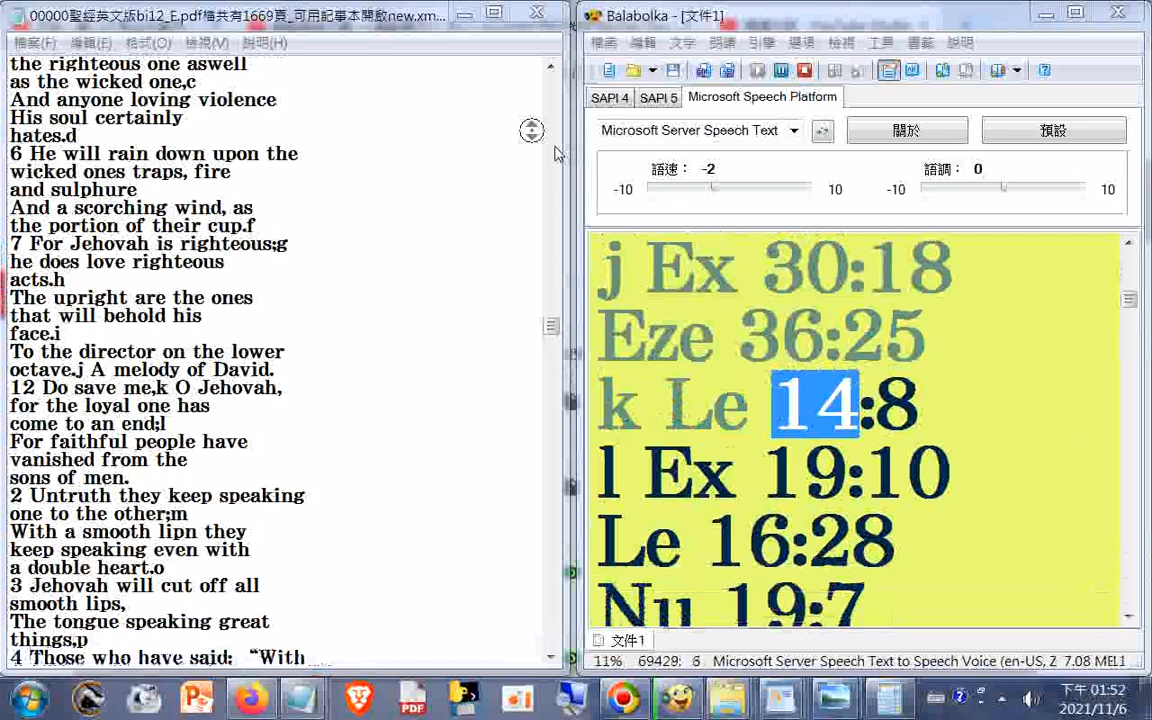 00000聖經英文版bi12_E.pdf檔共有1669頁_可用記事本開啟new.xm...
檔案(F) 編輯(E) 格式(O) 檢視(V) 說明(H)
the righteous one aswell
as the wicked one,c
And anyone loving violence
His soul certainly
hates.d
6 He will rain down upon the
wicked ones traps, fire
and sulphure
And a scorching wind, as
the portion of their cup.f
7 For Jehovah is righteous;g
he does love righteous
acts.h
The upright are the ones
that will behold his
face.i
To the director on the lower
octave.j A melody of David.
12 Do save me,k O Jehovah,
for the loyal one has
come to an end;l
For faithful people have
vanished from the
sons of men.
2 Untruth they keep speaking
one to the other;m
With a smooth lipn they
keep speaking even with
a double heart.o
3 Jehovah will cut off all
smooth lips,
The tongue speaking great
things,p
4 Those who have said: “With
Balabolka - [文件1]
檔案 編輯 文字 朗讀 引擎 選項 檢視 工具 書籤 說明
SAPI 4 SAPI 5 Microsoft Speech Platform
Microsoft Server Speech Text 關於 預設
語速： -2 語調： 0
-10 10 -10 10
j Ex 30:18
Eze 36:25
k Le 14:8
l Ex 19:10
Le 16:28
Nu 19:7
文件1
11% 69429: 6 Microsoft Server Speech Text to Speech Voice (en-US, Z 7.08 ME
PDF
下午 01:52
2021/11/6